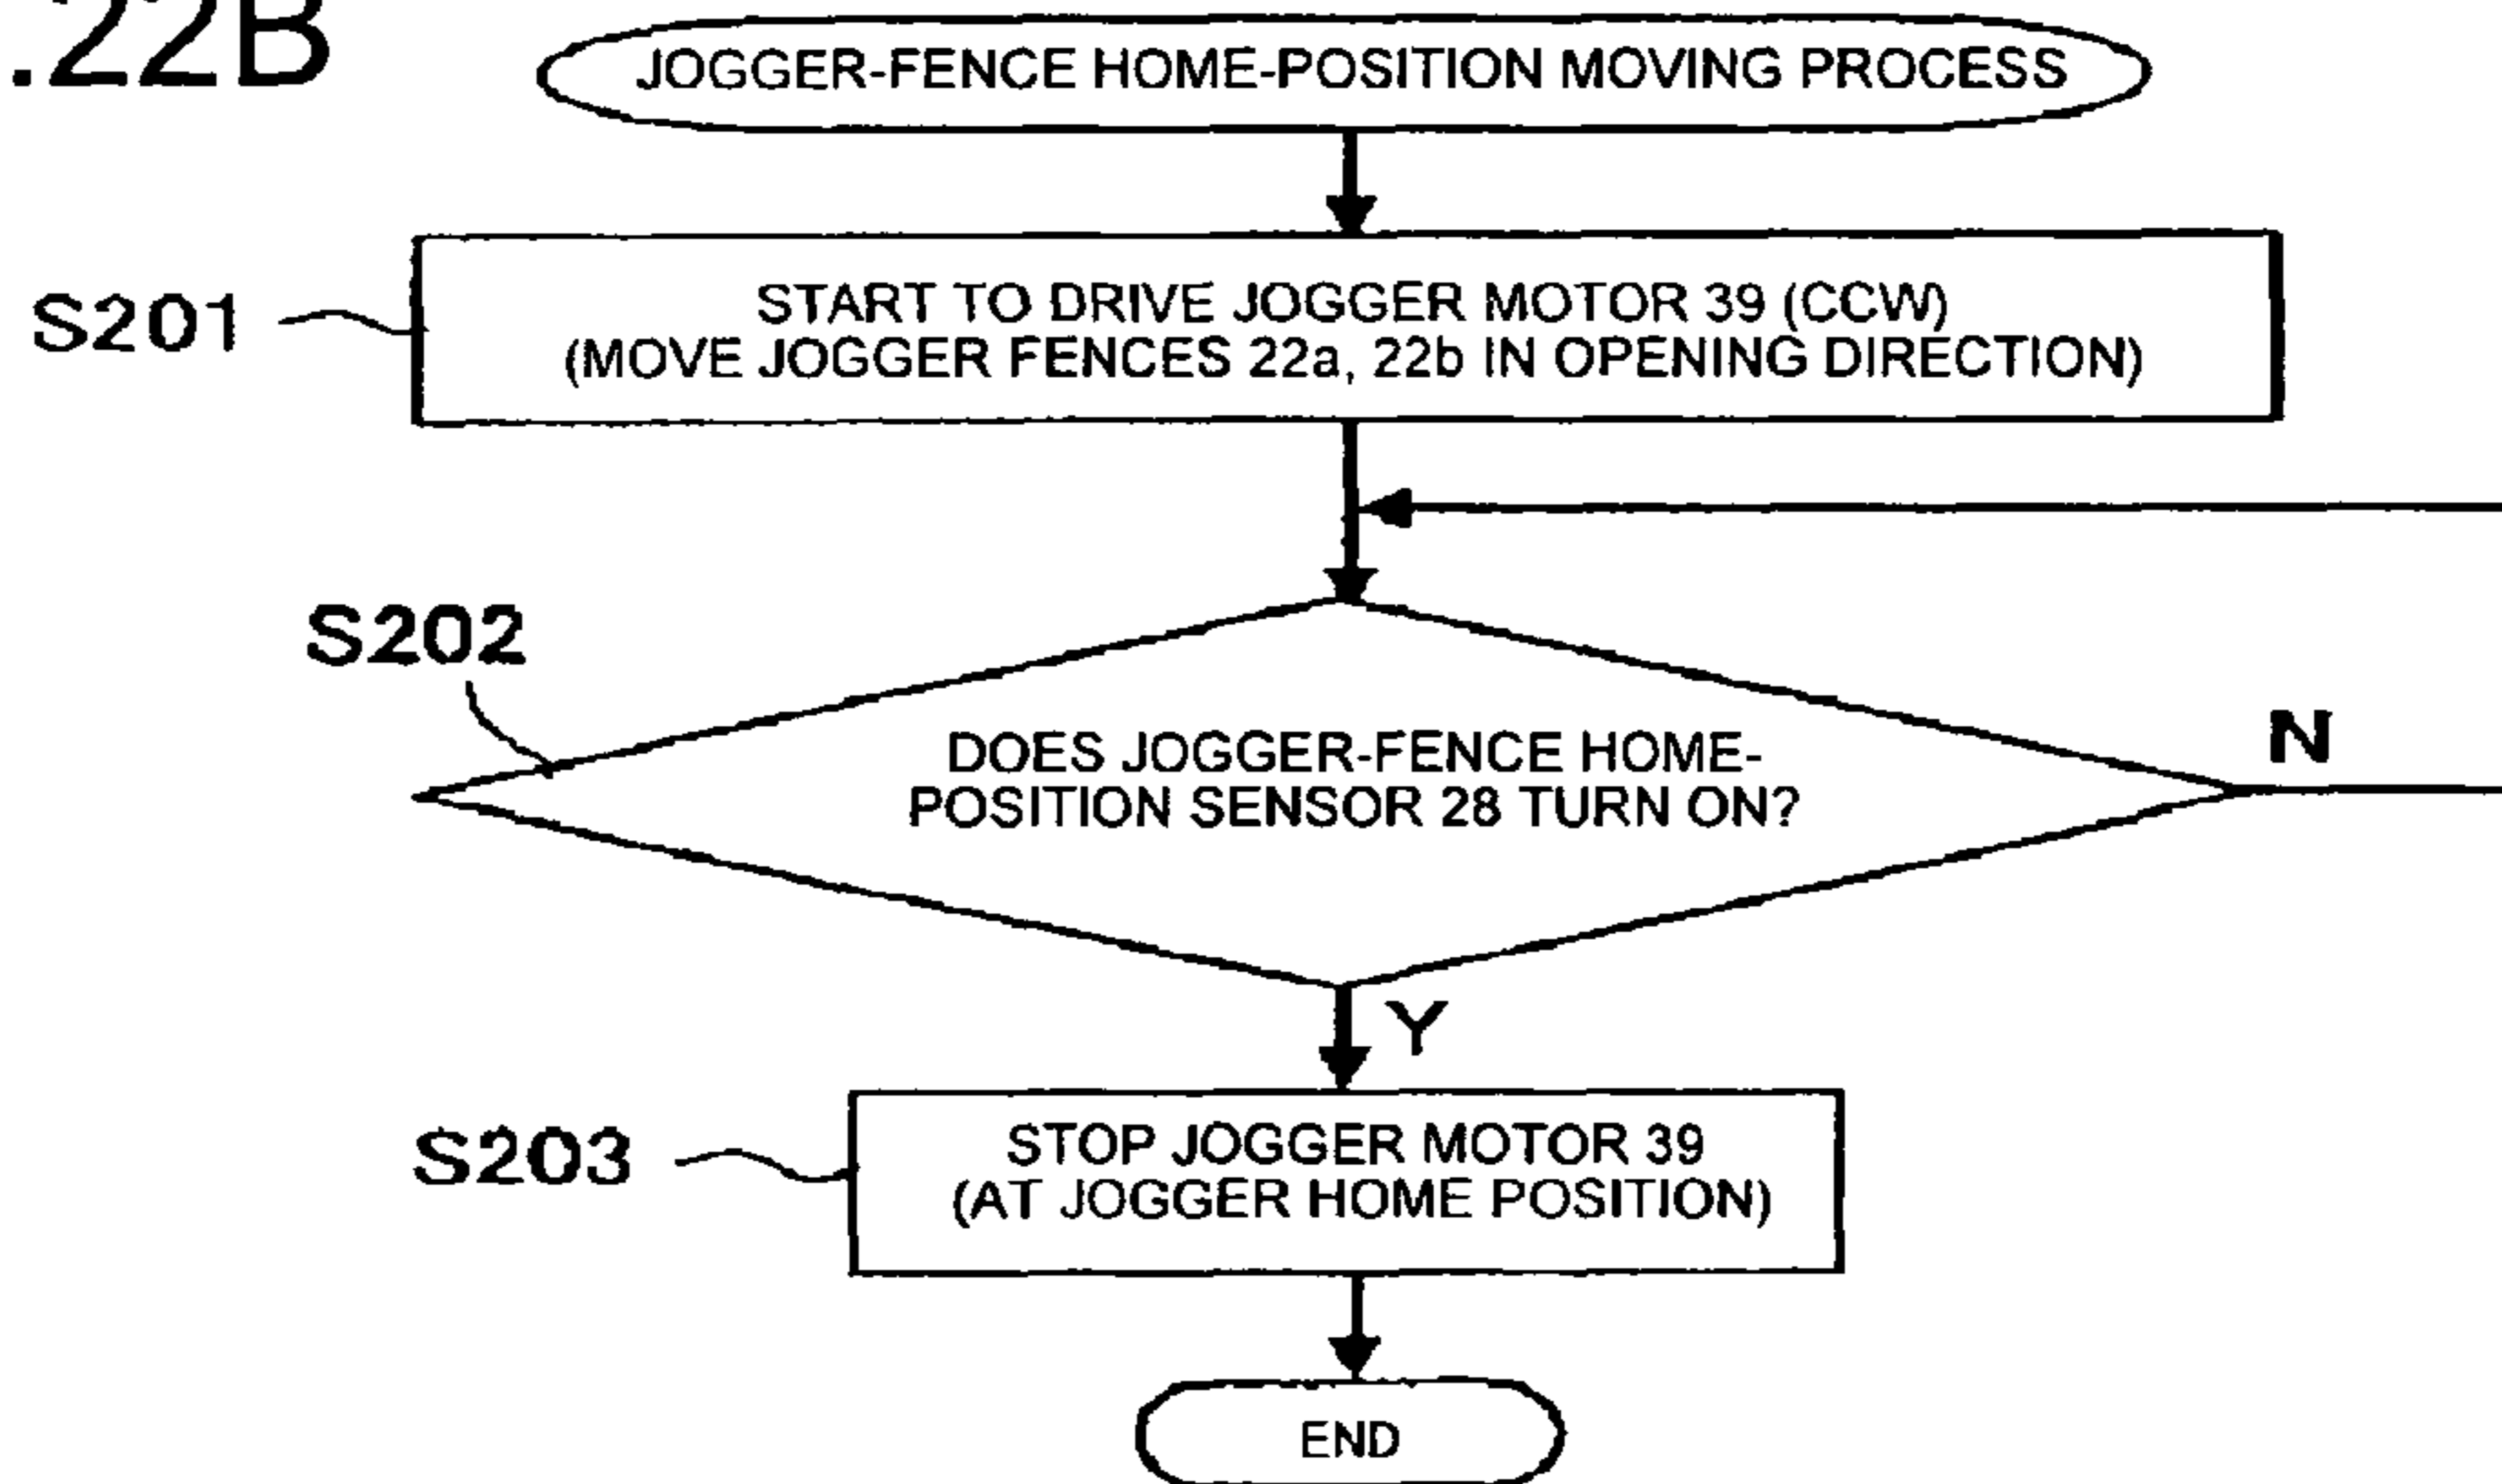 .22B
JOGGER-FENCE HOME-POSITION MOVING PROCESS
S201
START TO DRIVE JOGGER MOTOR 39 (CCW)
(MOVE JOGGER FENCES 22a, 22b IN OPENING DIRECTION)
S202
DOES JOGGER-FENCE HOME-
POSITION SENSOR 28 TURN ON?
N
Y
S203
STOP JOGGER MOTOR 39
(AT JOGGER HOME POSITION)
END